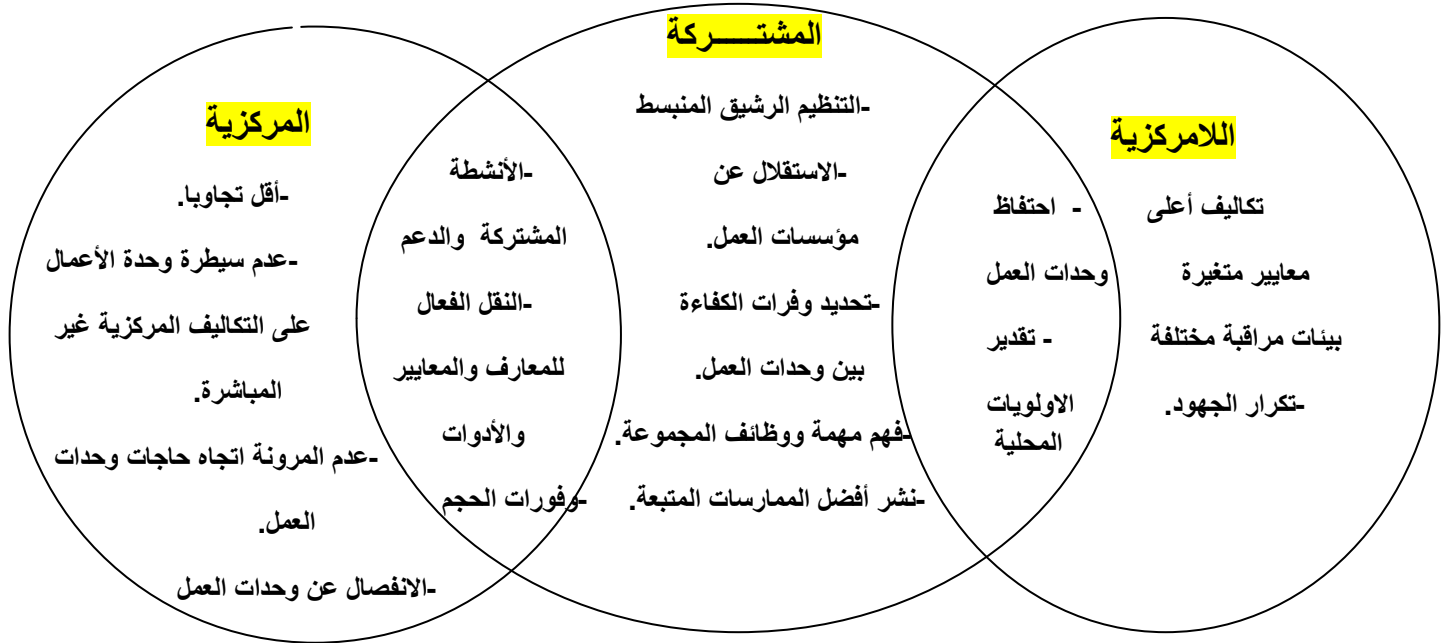 المشتـــــــركة
-التنظيم الرشيق المنبسط
-الاستقلال عن
مؤسسات العمل.
-تحديد وفرات الكفاءة
بين وحدات العمل.
-فهم مهمة ووظائف المجموعة.
-نشر أفضل الممارسات المتبعة.
اللامركزية
تكاليف أعلى
معايير متغيرة
بيئات مراقبة مختلفة
-تكرار الجهود.
- احتفاظ
وحدات العمل
- تقدير
الاولويات
المحلية
-الأنشطة
المشتركة والدعم
-النقل الفعال
للمعارف والمعايير
والأدوات
-وفورات الحجم
المركزية
-أقل تجاوبا.
-عدم سيطرة وحدة الأعمال
على التكاليف المركزية غير
المباشرة.
-عدم المرونة اتجاه حاجات وحدات
العمل.
-الانفصال عن وحدات العمل